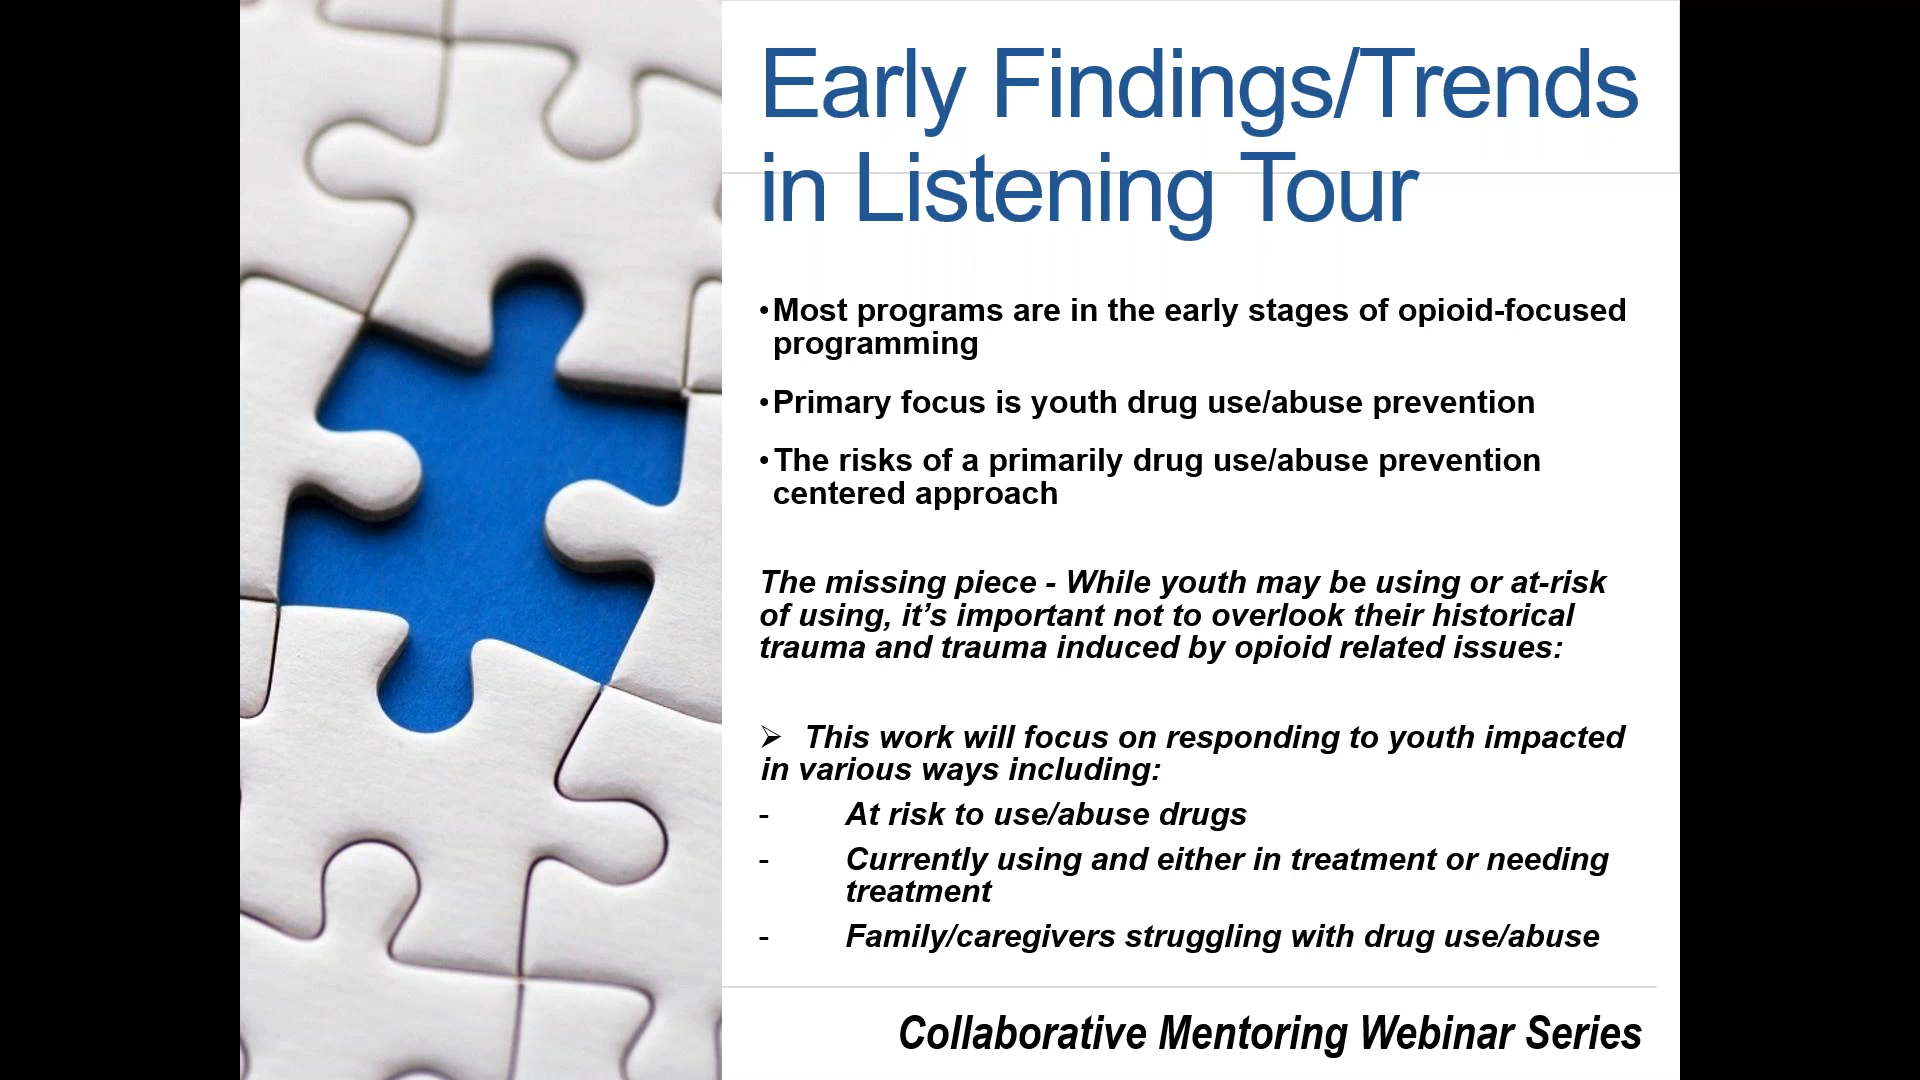 Early Findings/Trends
in Listening Tour
•Most programs are in the early stages of opioid-focused
programming
•Primary focus is youth drug use/abuse prevention
•The risks of a primarily drug use/abuse prevention
centered approach
The missing piece - While youth may be using or at-risk
of using, it’s important not to overlook their historical
trauma and trauma induced by opioid related issues:
➢ This work will focus on responding to youth impacted
in various ways including:
- At risk to use/abuse drugs
- Currently using and either in treatment or needing
treatment
- Family/caregivers struggling with drug use/abuse
Collaborative Mentoring Webinar Series